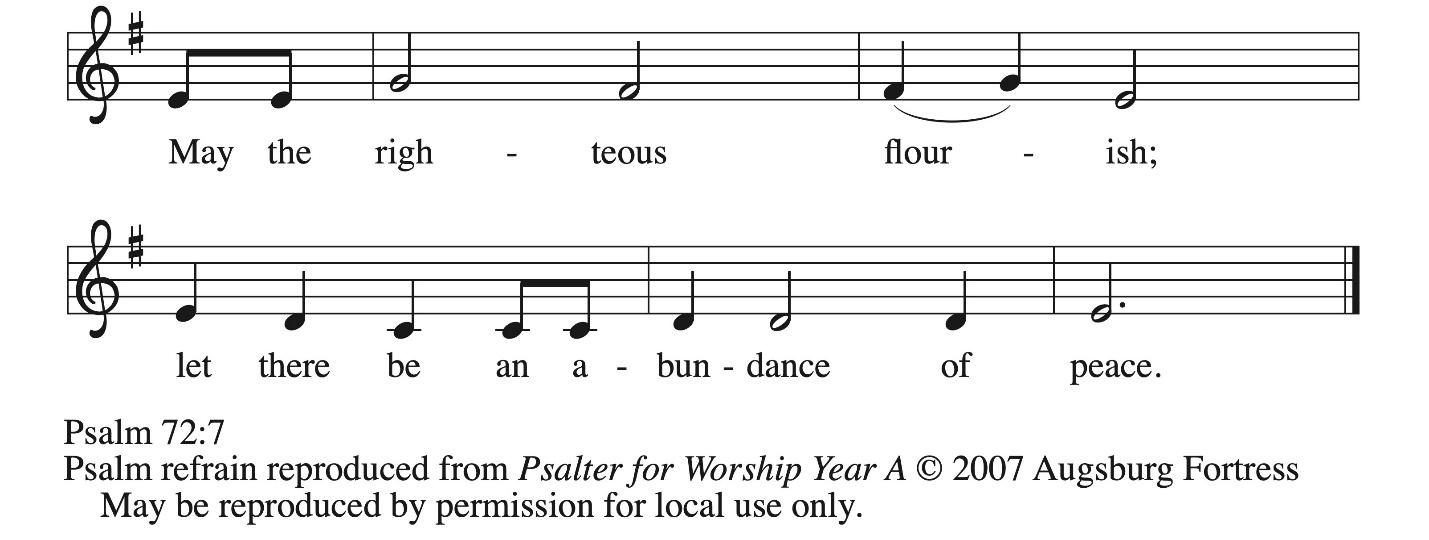 May the righ - teous flour - ish;
let there be an a - bun - dance of peace.
Psalm 72:7
Psalm refrain reproduced from Psalter for Worship Year A © 2007 Augsburg Fortress
May be reproduced by permission for local use only.